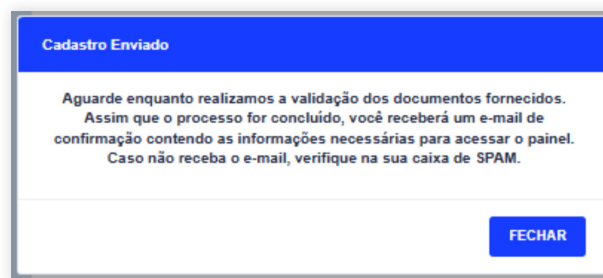 Cadastro Enviado
Aguarde enquanto realizamos a validação dos documentos fornecidos.
Assim que o processo for concluído, você receberá um e-mail de
confirmação contendo as informações necessárias para acessar o painel.
Caso não receba o e-mail, verifique na sua caixa de SPAM.
FECHAR